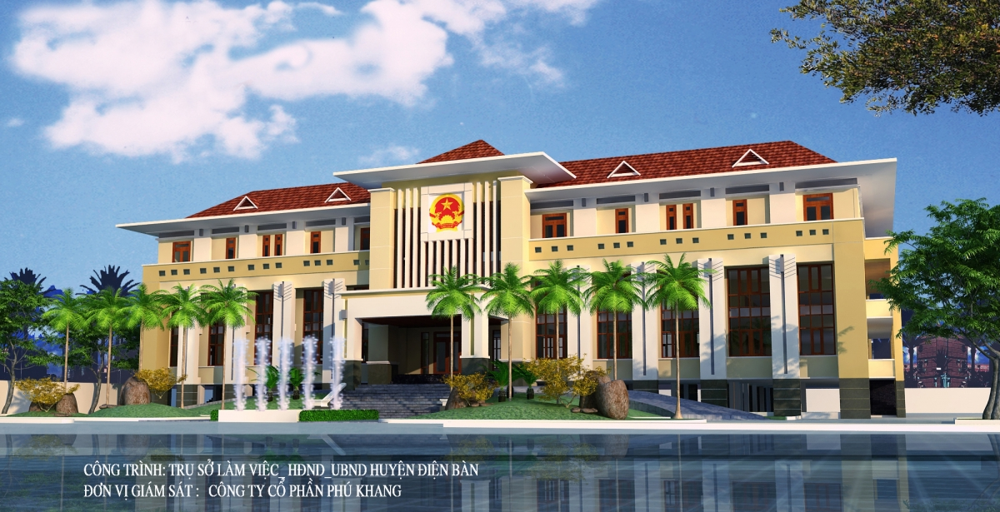 CÔNG TRÌNH: TRỤ SỞ LÀM VIỆC_ HĐND_UBND HUYỆN ĐIỆN BÀN
ĐƠN VỊ GIÁM SÁT : CÔNG TY CỔ PHẦN PHÚ KHANG